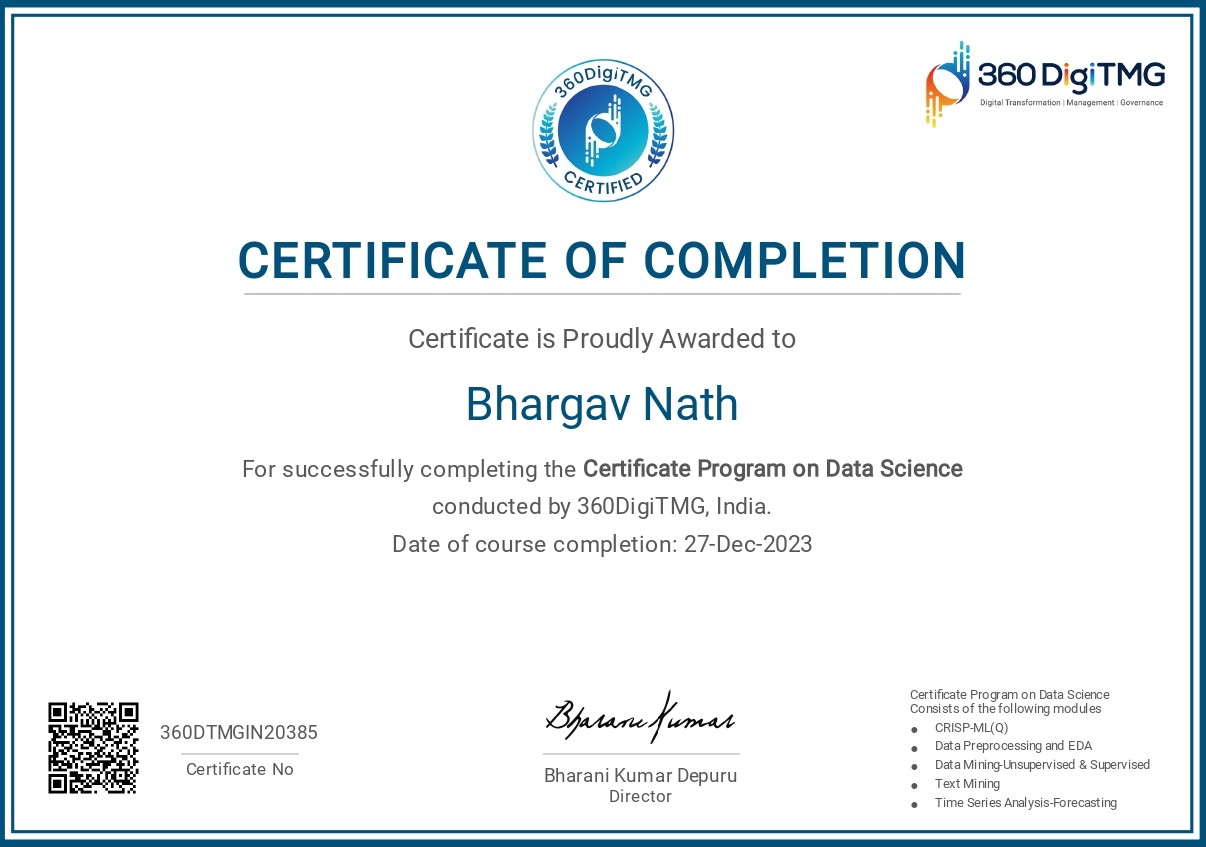 360DigiTMG
CERTIFIED
360 DigiTMG
Digital Transformation | Management | Governance
CERTIFICATE OF COMPLETION
Certificate is Proudly Awarded to
Bhargav Nath
For successfully completing the Certificate Program on Data Science
conducted by 360DigiTMG, India.
Date of course completion: 27-Dec-2023
360DTMGIN20385
Certificate No
Bharani Kumar
Bharani Kumar Depuru
Director
Certificate Program on Data Science
Consists of the following modules
● CRISP-ML(Q)
● Data Preprocessing and EDA
● Data Mining-Unsupervised & Supervised
● Text Mining
● Time Series Analysis-Forecasting